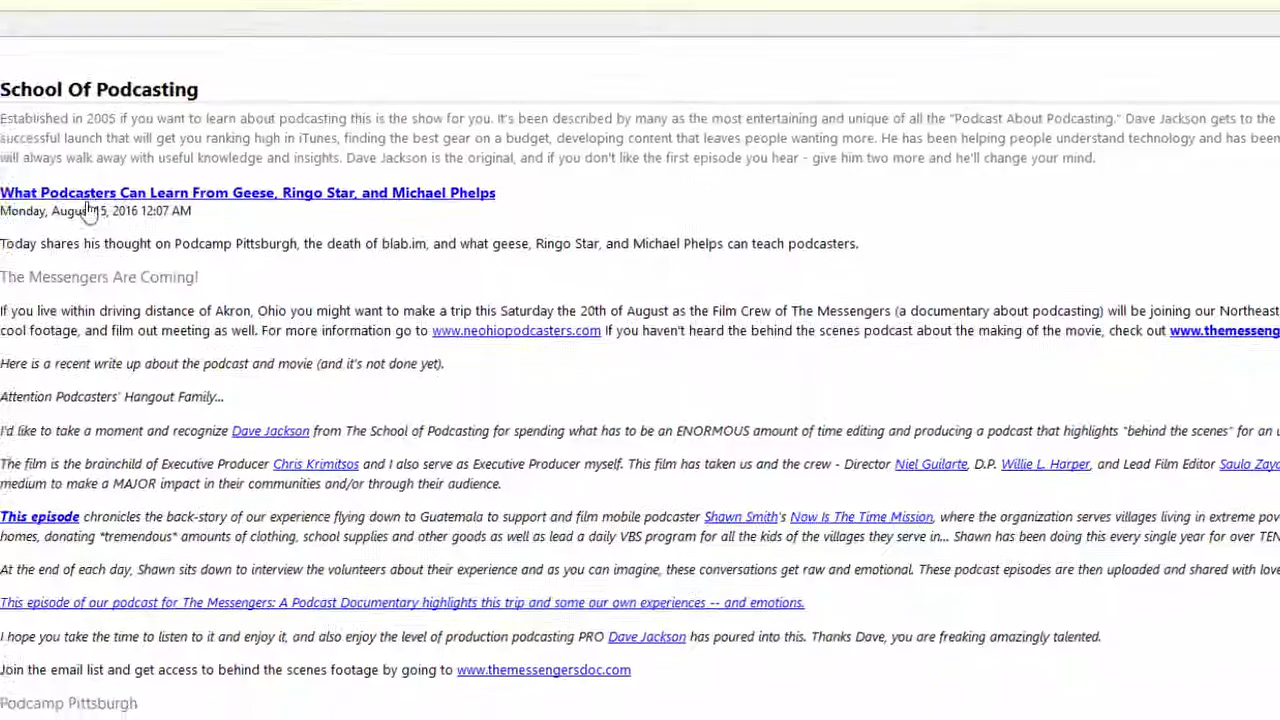 School Of Podcasting
Established in 2005 if you want to learn about podcasting this is the show for you. It's been described by many as the most entertaining and unique of all the "Podcast About Podcasting." Dave Jackson gets to the
successful launch that will get you ranking high in iTunes, finding the best gear on a budget, developing content that leaves people wanting more. He has been helping people understand technology and has been
will always walk away with useful knowledge and insights. Dave Jackson is the original, and if you don't like the first episode you hear - give him two more and he'll change your mind.
What Podcasters Can Learn From Geese, Ringo Star, and Michael Phelps
Monday, August 15, 2016 12:07 AM
Today shares his thought on Podcamp Pittsburgh, the death of blab.im, and what geese, Ringo Star, and Michael Phelps can teach podcasters.
The Messengers Are Coming!
If you live within driving distance of Akron, Ohio you might want to make a trip this Saturday the 20th of August as the Film Crew of The Messengers (a documentary about podcasting) will be joining our Northeast
cool footage, and film out meeting as well. For more information go to www.neohiopodcasters.com If you haven't heard the behind the scenes podcast about the making of the movie, check out www.themesseng
Here is a recent write up about the podcast and movie (and it's not done yet).
Attention Podcasters' Hangout Family...
I'd like to take a moment and recognize Dave Jackson from The School of Podcasting for spending what has to be an ENORMOUS amount of time editing and producing a podcast that highlights "behind the scenes" for an u
The film is the brainchild of Executive Producer Chris Krimitsos and I also serve as Executive Producer myself. This film has taken us and the crew - Director Niel Guilarte, D.P. Willie L. Harper, and Lead Film Editor Saulo Zayo
medium to make a MAJOR impact in their communities and/or through their audience.
This episode chronicles the back-story of our experience flying down to Guatemala to support and film mobile podcaster Shawn Smith's Now Is The Time Mission, where the organization serves villages living in extreme pov
homes, donating *tremendous* amounts of clothing, school supplies and other goods as well as lead a daily VBS program for all the kids of the villages they serve in... Shawn has been doing this every single year for over TEN
At the end of each day, Shawn sits down to interview the volunteers about their experience and as you can imagine, these conversations get raw and emotional. These podcast episodes are then uploaded and shared with love
This episode of our podcast for The Messengers: A Podcast Documentary highlights this trip and some our own experiences -- and emotions.
I hope you take the time to listen to it and enjoy it, and also enjoy the level of production podcasting PRO Dave Jackson has poured into this. Thanks Dave, you are freaking amazingly talented.
Join the email list and get access to behind the scenes footage by going to www.themessengersdoc.com
Podcamp Pittsburgh